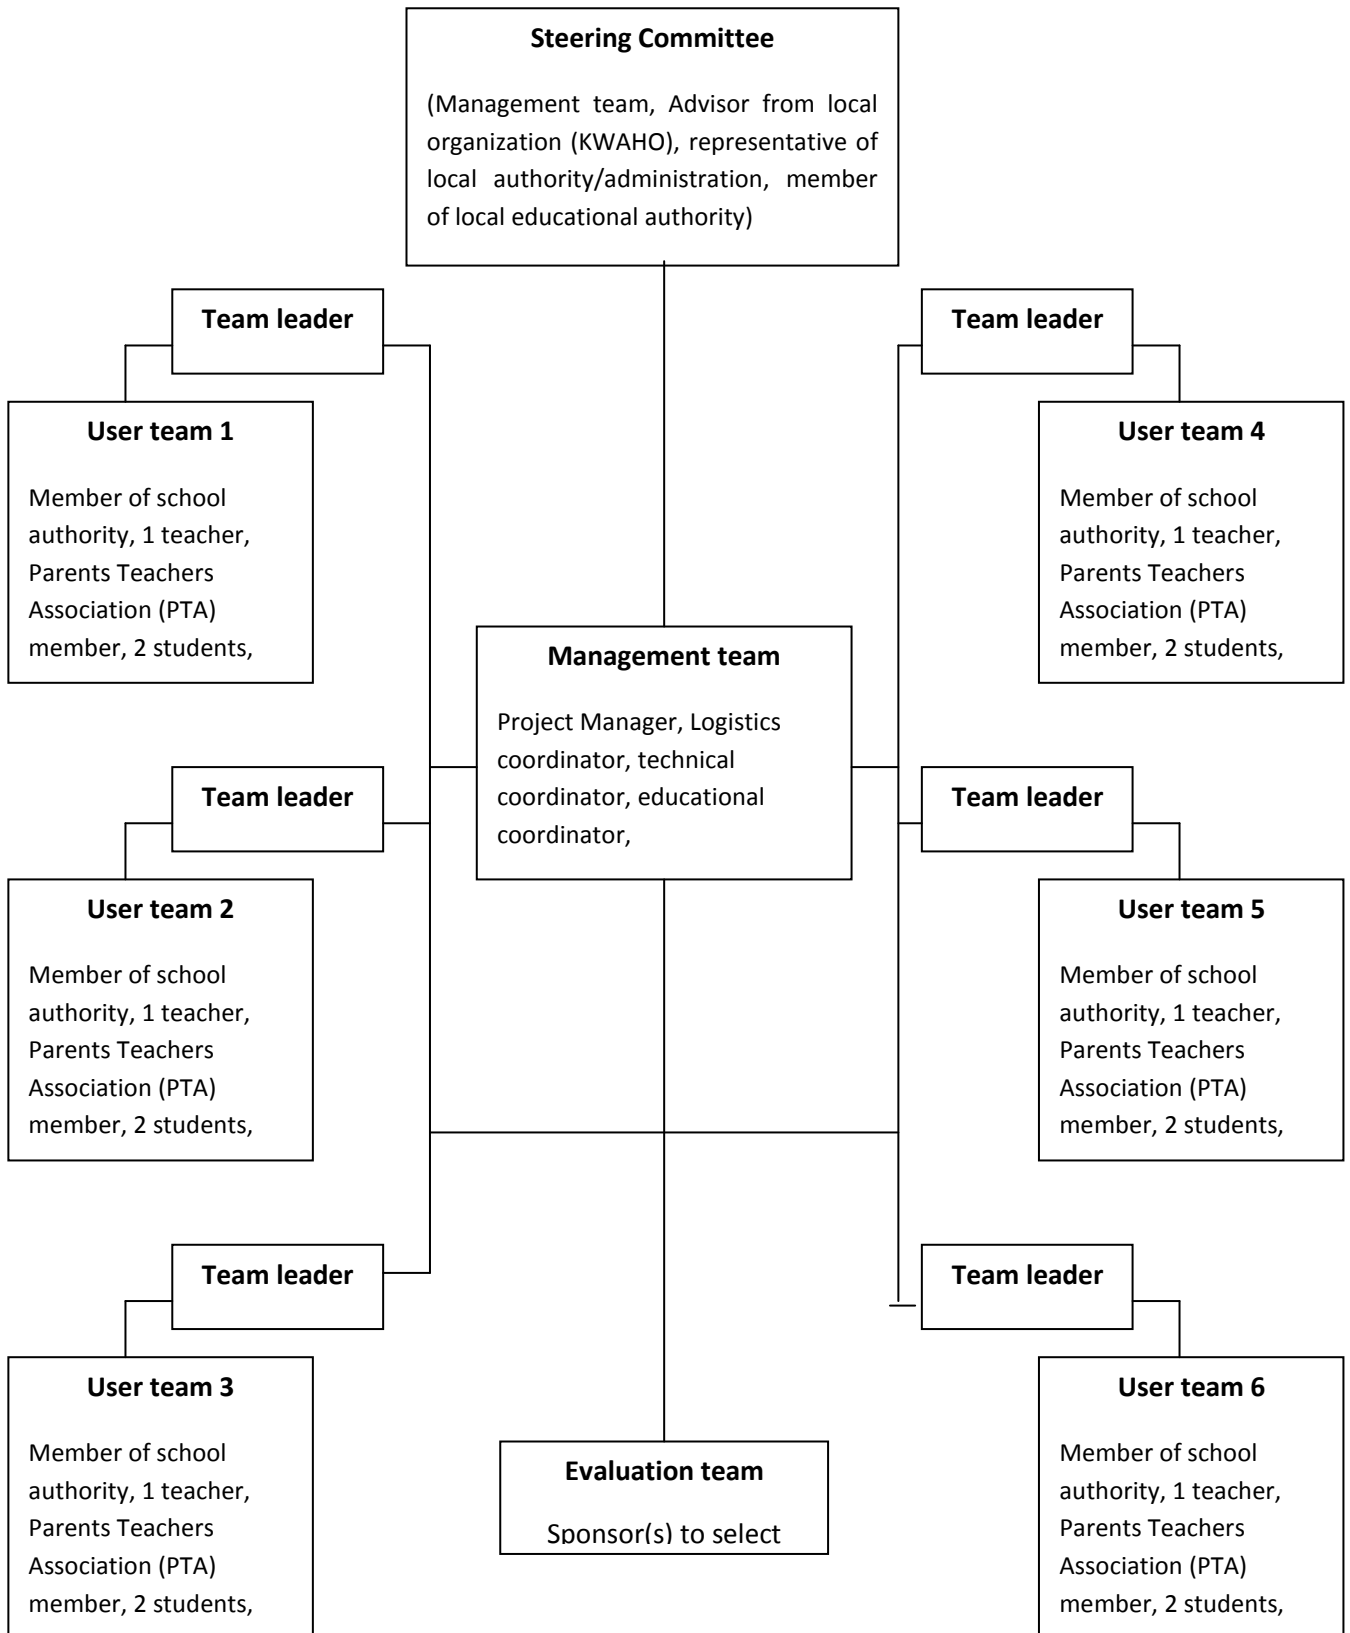 Steering Committee
(Management team, Advisor from local
organization (KWAHO), representative of
local authority/administration, member
of local educational authority)
Team leader
Team leader
User team 1
Member of school
authority, 1 teacher,
Parents Teachers
Association (PTA)
member, 2 students,
User team 4
Member of school
authority, 1 teacher,
Parents Teachers
Association (PTA)
member, 2 students,
Management team
Project Manager, Logistics
coordinator, technical
coordinator, educational
coordinator,
Team leader
Team leader
User team 2
Member of school
authority, 1 teacher,
Parents Teachers
Association (PTA)
member, 2 students,
User team 5
Member of school
authority, 1 teacher,
Parents Teachers
Association (PTA)
member, 2 students,
Team leader
Team leader
User team 3
Member of school
authority, 1 teacher,
Parents Teachers
Association (PTA)
member, 2 students,
Evaluation team
Sponsor(s) to select
User team 6
Member of school
authority, 1 teacher,
Parents Teachers
Association (PTA)
member, 2 students,